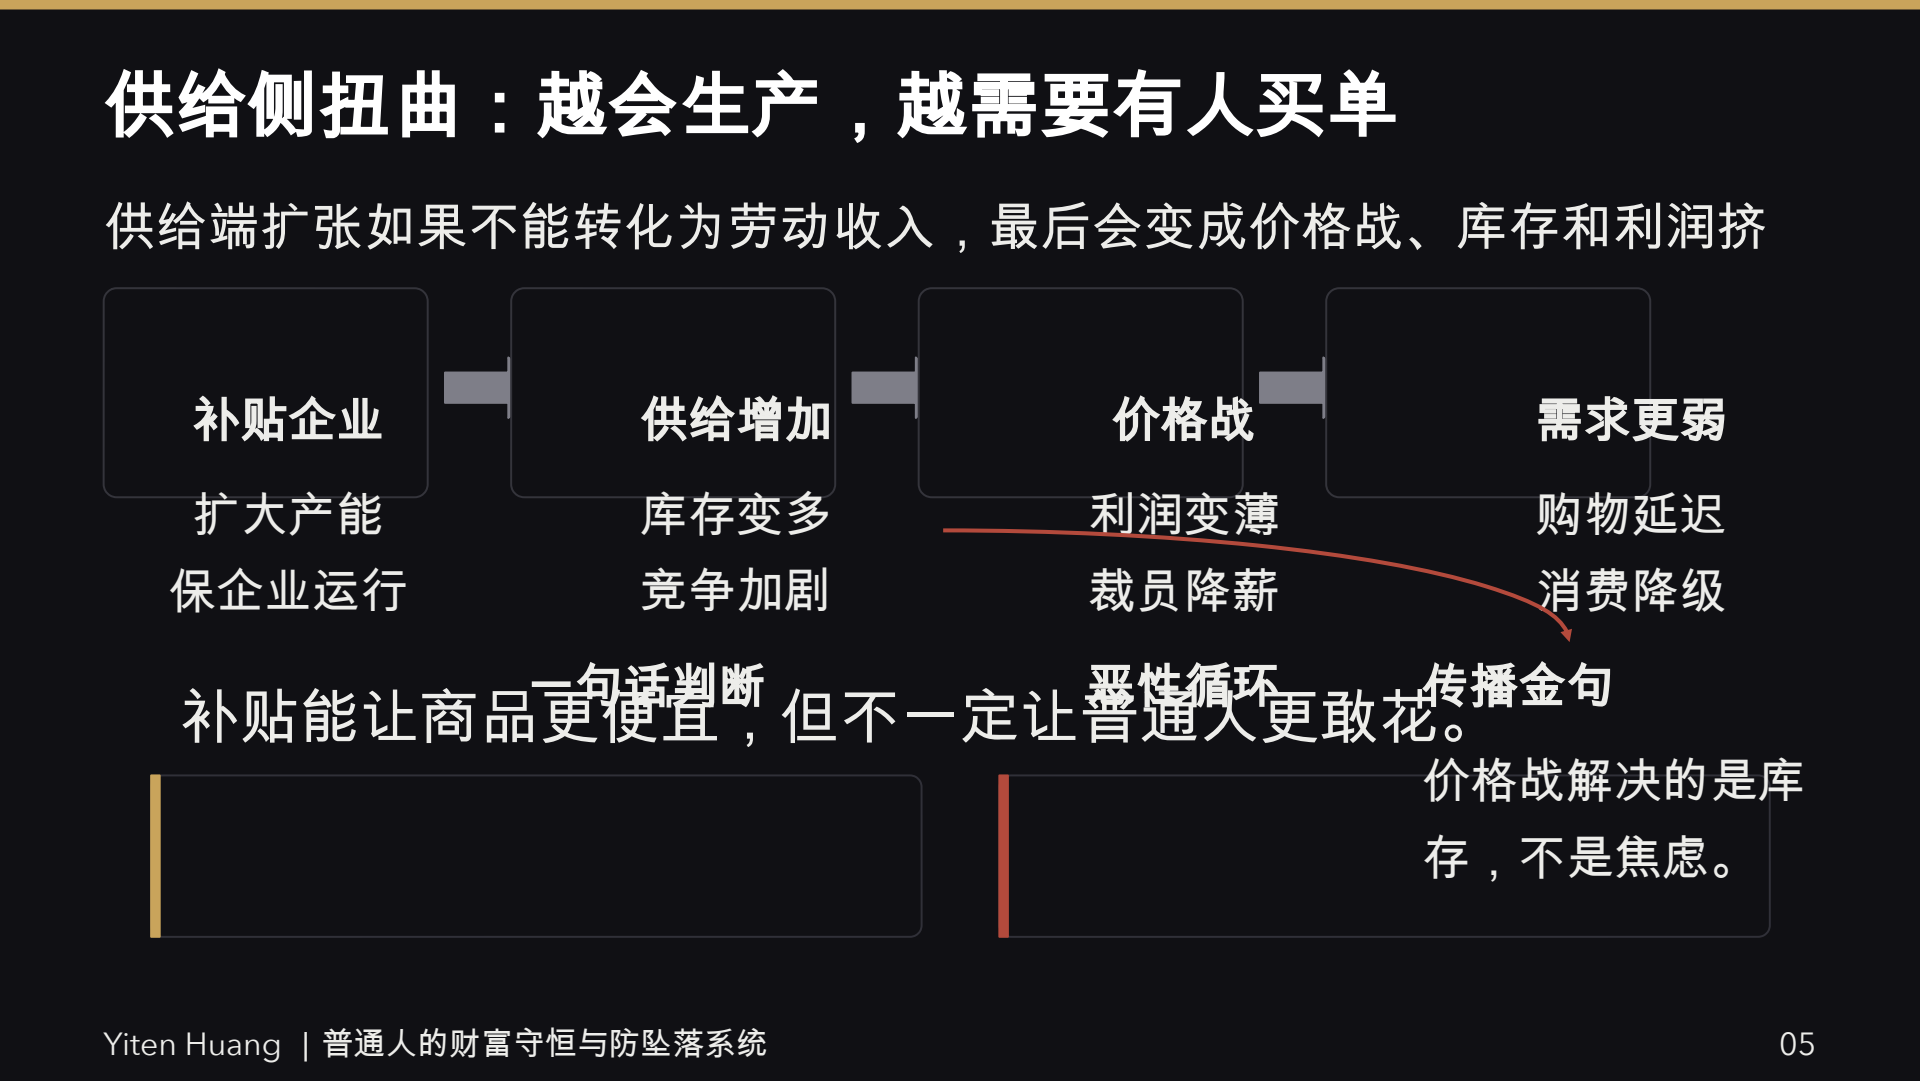 供给侧扭曲：越会生产，越需要有人买单
供给端扩张如果不能转化为劳动收入，最后会变成价格战、库存和利润挤
补贴企业
扩大产能
保企业运行
供给增加
库存变多
竞争加剧
价格战
利润变薄
裁员降薪
需求更弱
购物延迟
消费降级
一句话判断
恶性循环
传播金句
补贴能让商品更便宜，但不一定让普通人更敢花。
价格战解决的是库
存，不是焦虑。
Yiten Huang | 普通人的财富守恒与防坠落系统
05